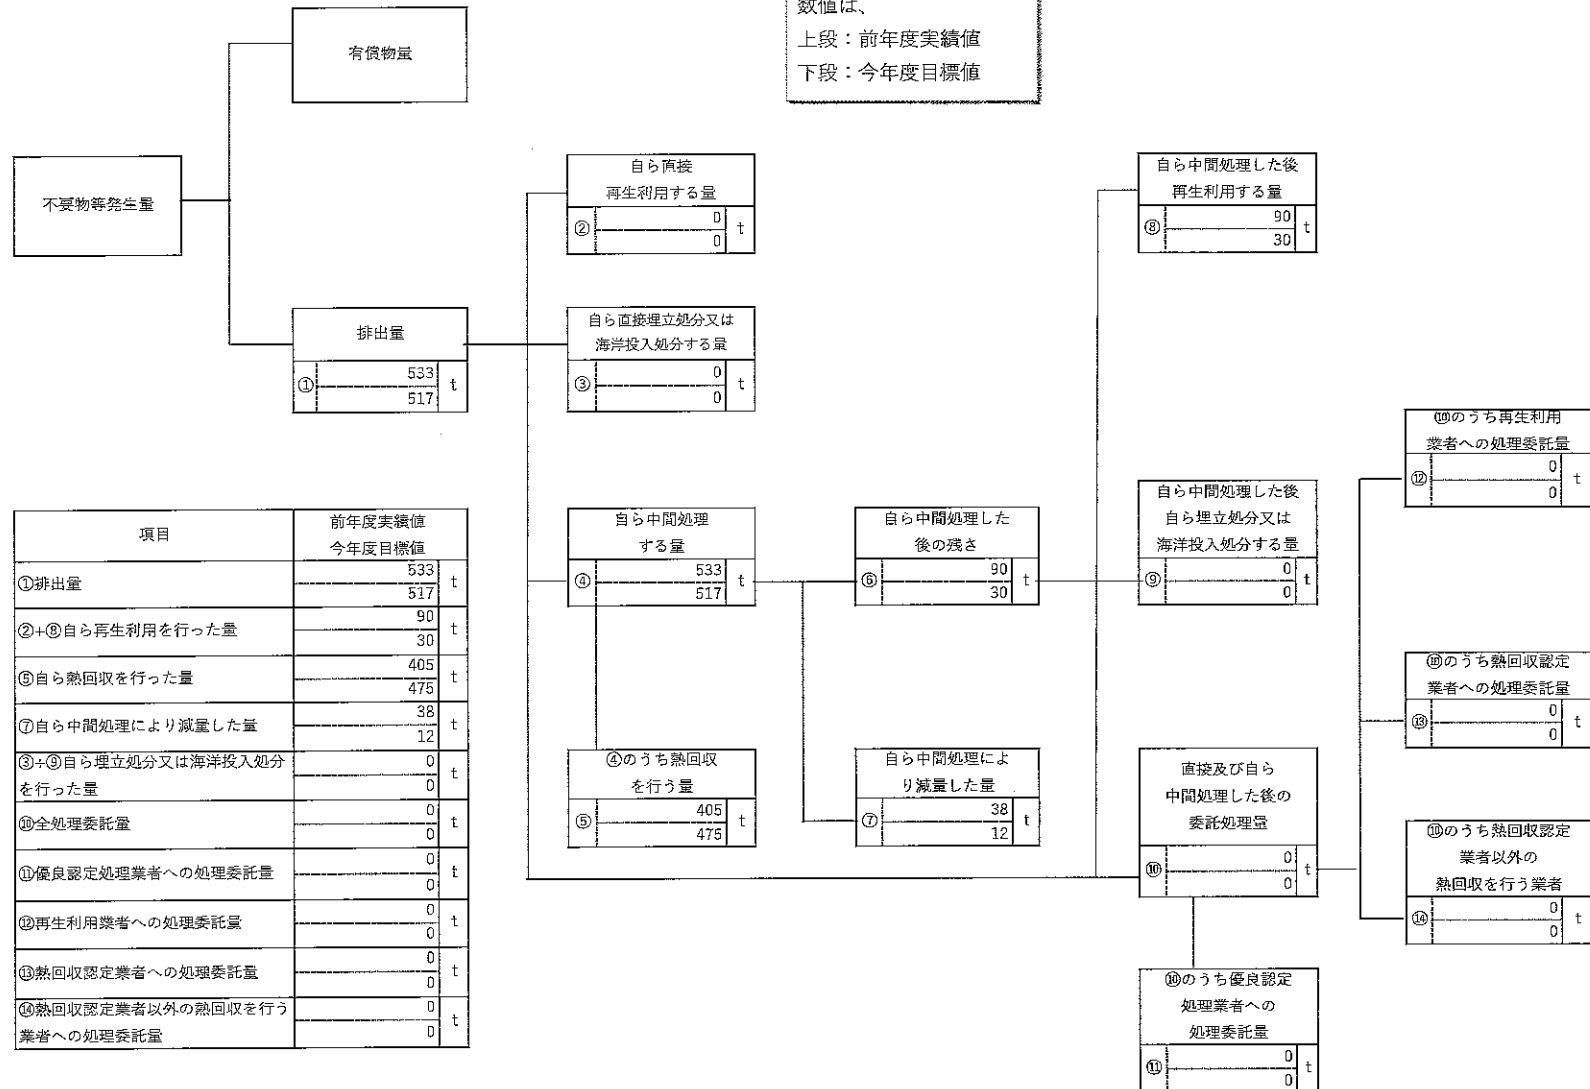 数値は、
上段：前年度実績値
下段：今年度目標値
有償物量
不要物等発生量
自ら直接
再生利用する量
② 0 t
0
自ら中間処理した後
再生利用する量
⑧ 90 t
30
排出量
① 533 t
517
自ら直接埋立処分又は
海洋投入処分する量
③ 0 t
0
⑩のうち再生利用
業者への処理委託量
⑫ 0 t
0
自ら中間処理
する量
④ 533 t
517
自ら中間処理した
後の残さ
⑥ 90 t
30
自ら中間処理した後
自ら埋立処分又は
海洋投入処分する量
⑨ 0 t
0
⑩のうち熱回収認定
業者への処理委託量
⑬ 0 t
0
④のうち熱回収
を行う量
⑤ 405 t
475
自ら中間処理によ
り減量した量
⑦ 38 t
12
直接及び自ら
中間処理した後の
委託処理量
⑩ 0 t
0
⑩のうち熱回収認定
業者以外の
熱回収を行う業者
⑭ 0 t
0
⑩のうち優良認定
処理業者への
処理委託量
⑪ 0 t
0
項目 前年度実績値
今年度目標値
①排出量 533 t
517
②+⑧自ら再生利用を行った量 90 t
30
⑤自ら熱回収を行った量 405 t
475
⑦自ら中間処理により減量した量 38 t
12
③+⑨自ら埋立処分又は海洋投入処分 0 t
を行った量 0
⑩全処理委託量 0 t
0
⑪優良認定処理業者への処理委託量 0 t
0
⑫再生利用業者への処理委託量 0 t
0
⑬熱回収認定業者への処理委託量 0 t
0
⑭熱回収認定業者以外の熱回収を行う 0 t
業者への処理委託量 0